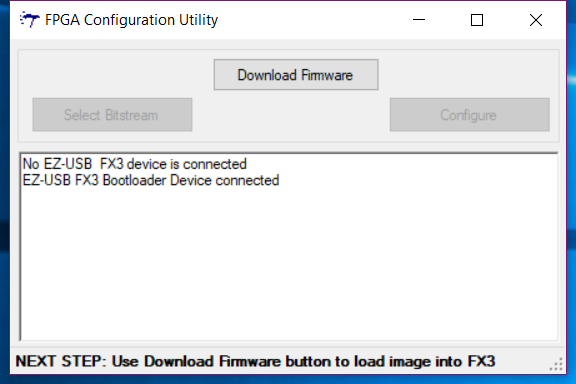 FPGA Configuration Utility
Download Firmware
Select Bitstream
Configure
No EZ-USB  FX3 device is connected
EZ-USB FX3 Bootloader Device connected
NEXT STEP: Use Download Firmware button to load image into FX3